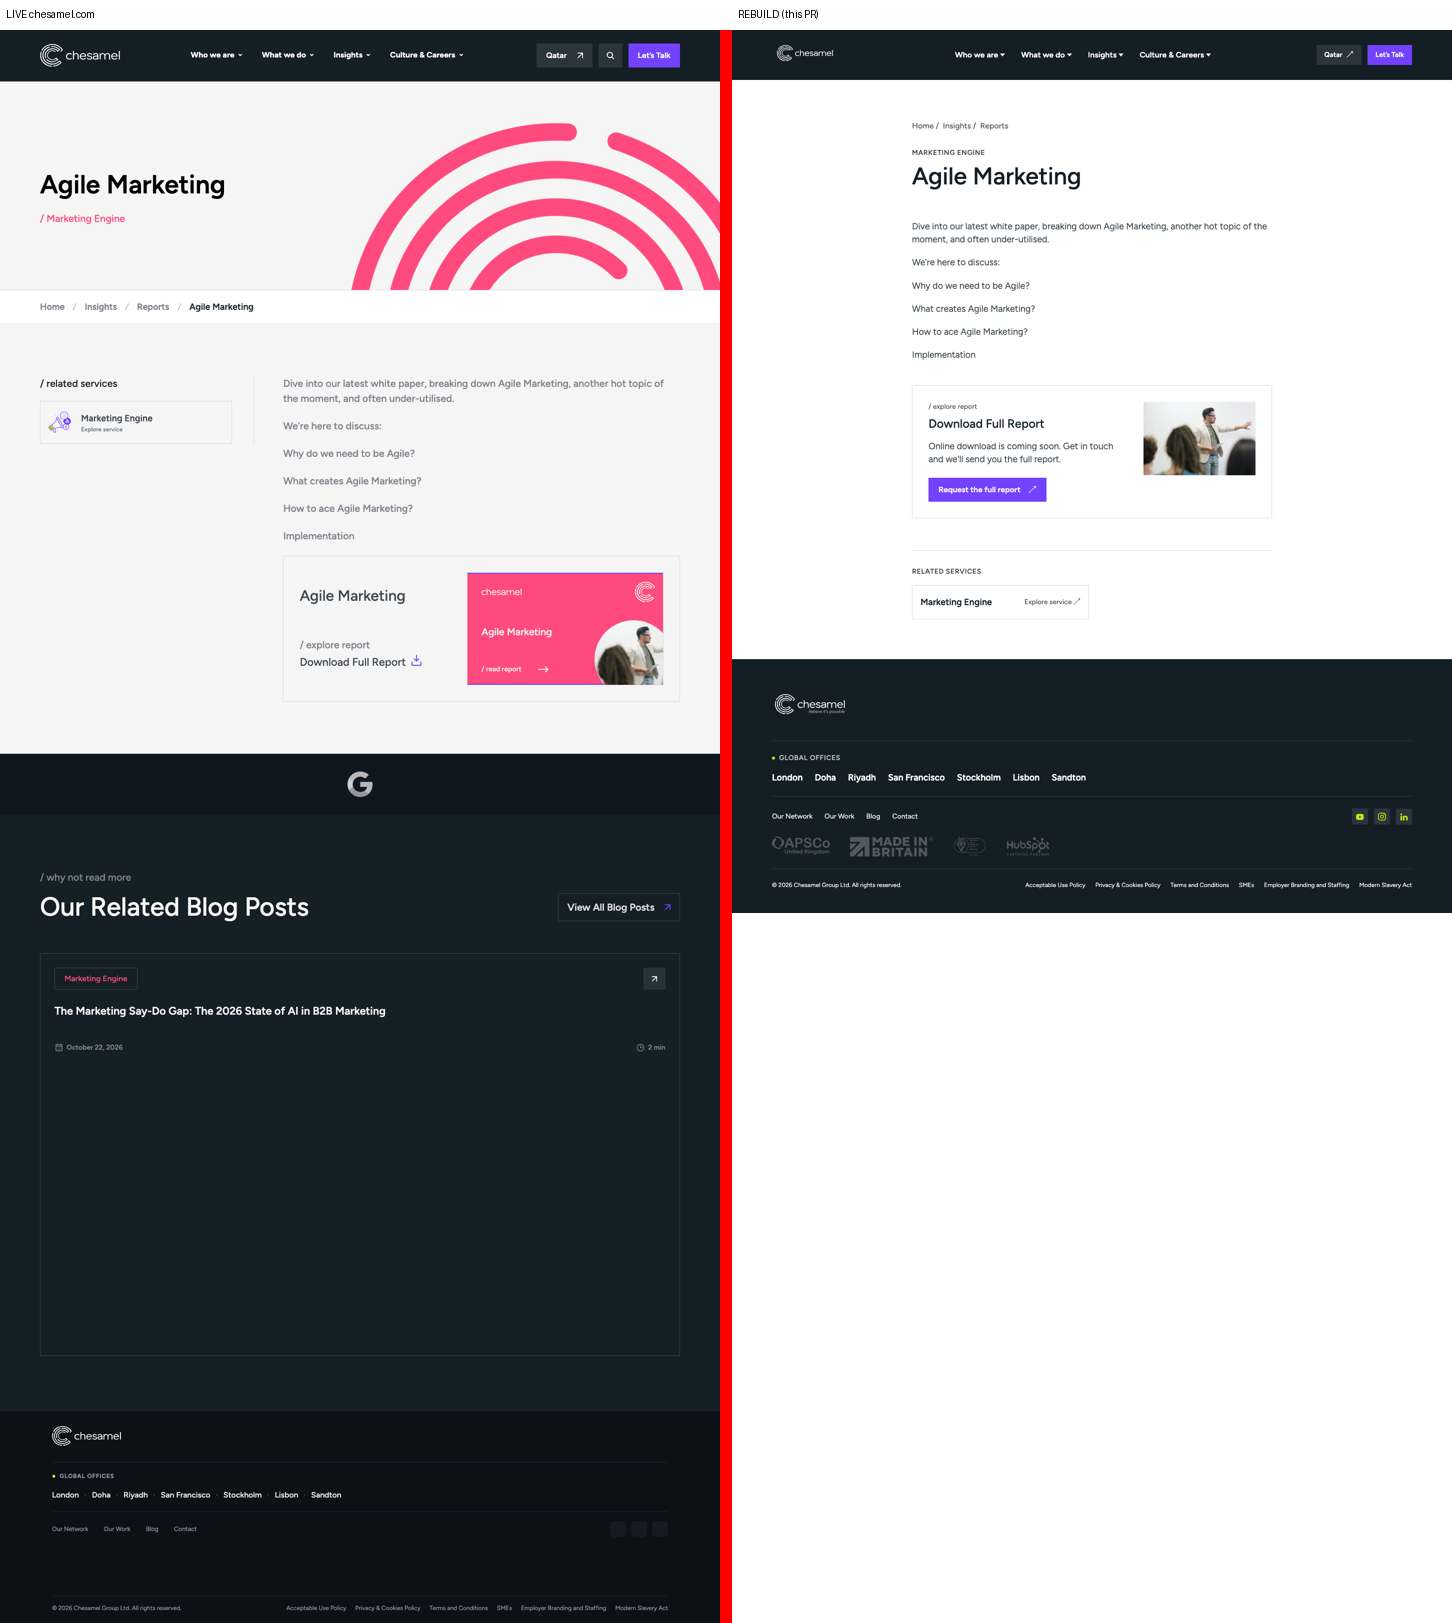 LIVE chesamel.com
chesamel
Who we are
What we do
Insights
Culture & Careers
Qatar
Let's Talk
Agile Marketing
/ Marketing Engine
Home / Insights / Reports / Agile Marketing
/ related services
Marketing Engine
Explore service
Dive into our latest white paper, breaking down Agile Marketing, another hot topic of
the moment, and often under-utilised.
We're here to discuss:
Why do we need to be Agile?
What creates Agile Marketing?
How to ace Agile Marketing?
Implementation
Agile Marketing
/ explore report
Download Full Report
chesamel
Agile Marketing
/ read report
G
/ why not read more
Our Related Blog Posts
View All Blog Posts
Marketing Engine
The Marketing Say-Do Gap: The 2026 State of AI in B2B Marketing
October 22, 2026
2 min
chesamel
GLOBAL OFFICES
London · Doha · Riyadh · San Francisco · Stockholm · Lisbon · Sandton
Our Network
Our Work
Blog
Contact
© 2026 Chesamel Group Ltd. All rights reserved.
Acceptable Use Policy
Privacy & Cookies Policy
Terms and Conditions
SMEs
Employer Branding and Staffing
Modern Slavery Act
REBUILD (this PR)
chesamel
Who we are
What we do
Insights
Culture & Careers
Qatar
Let's Talk
Home / Insights / Reports
MARKETING ENGINE
Agile Marketing
Dive into our latest white paper, breaking down Agile Marketing, another hot topic of the
moment, and often under-utilised.
We're here to discuss:
Why do we need to be Agile?
What creates Agile Marketing?
How to ace Agile Marketing?
Implementation
/ explore report
Download Full Report
Online download is coming soon. Get in touch
and we'll send you the full report.
Request the full report
RELATED SERVICES
Marketing Engine
Explore service
chesamel
Believe it's possible
GLOBAL OFFICES
London
Doha
Riyadh
San Francisco
Stockholm
Lisbon
Sandton
Our Network
Our Work
Blog
Contact
APSCo
United Kingdom
MADE IN
BRITAIN
HubSpot
CERTIFIED PARTNER
© 2026 Chesamel Group Ltd. All rights reserved.
Acceptable Use Policy
Privacy & Cookies Policy
Terms and Conditions
SMEs
Employer Branding and Staffing
Modern Slavery Act